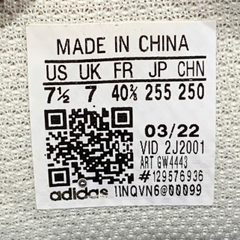 MADE IN CHINA
US UK FR JP CHN
7½ 7 40⅔ 255 250
03/22
VID 2J2001
ART GW4443
#129576936
adidas 1INQVN6@00099